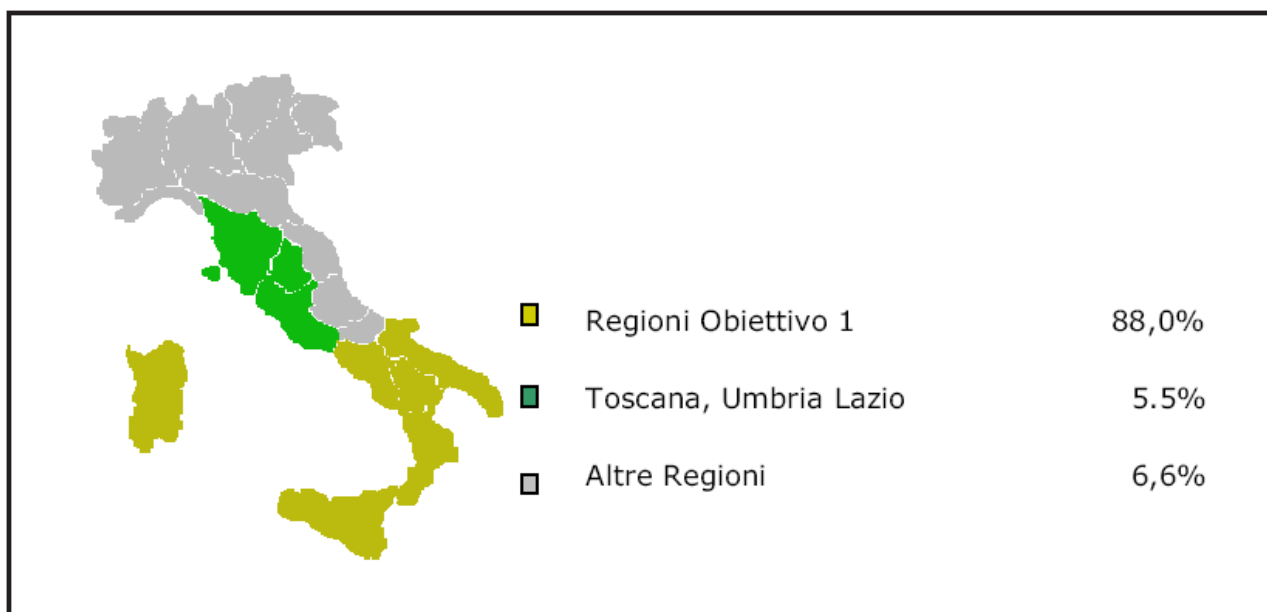 Regioni Obiettivo 1 88,0%
Toscana, Umbria Lazio 5.5%
Altre Regioni 6,6%